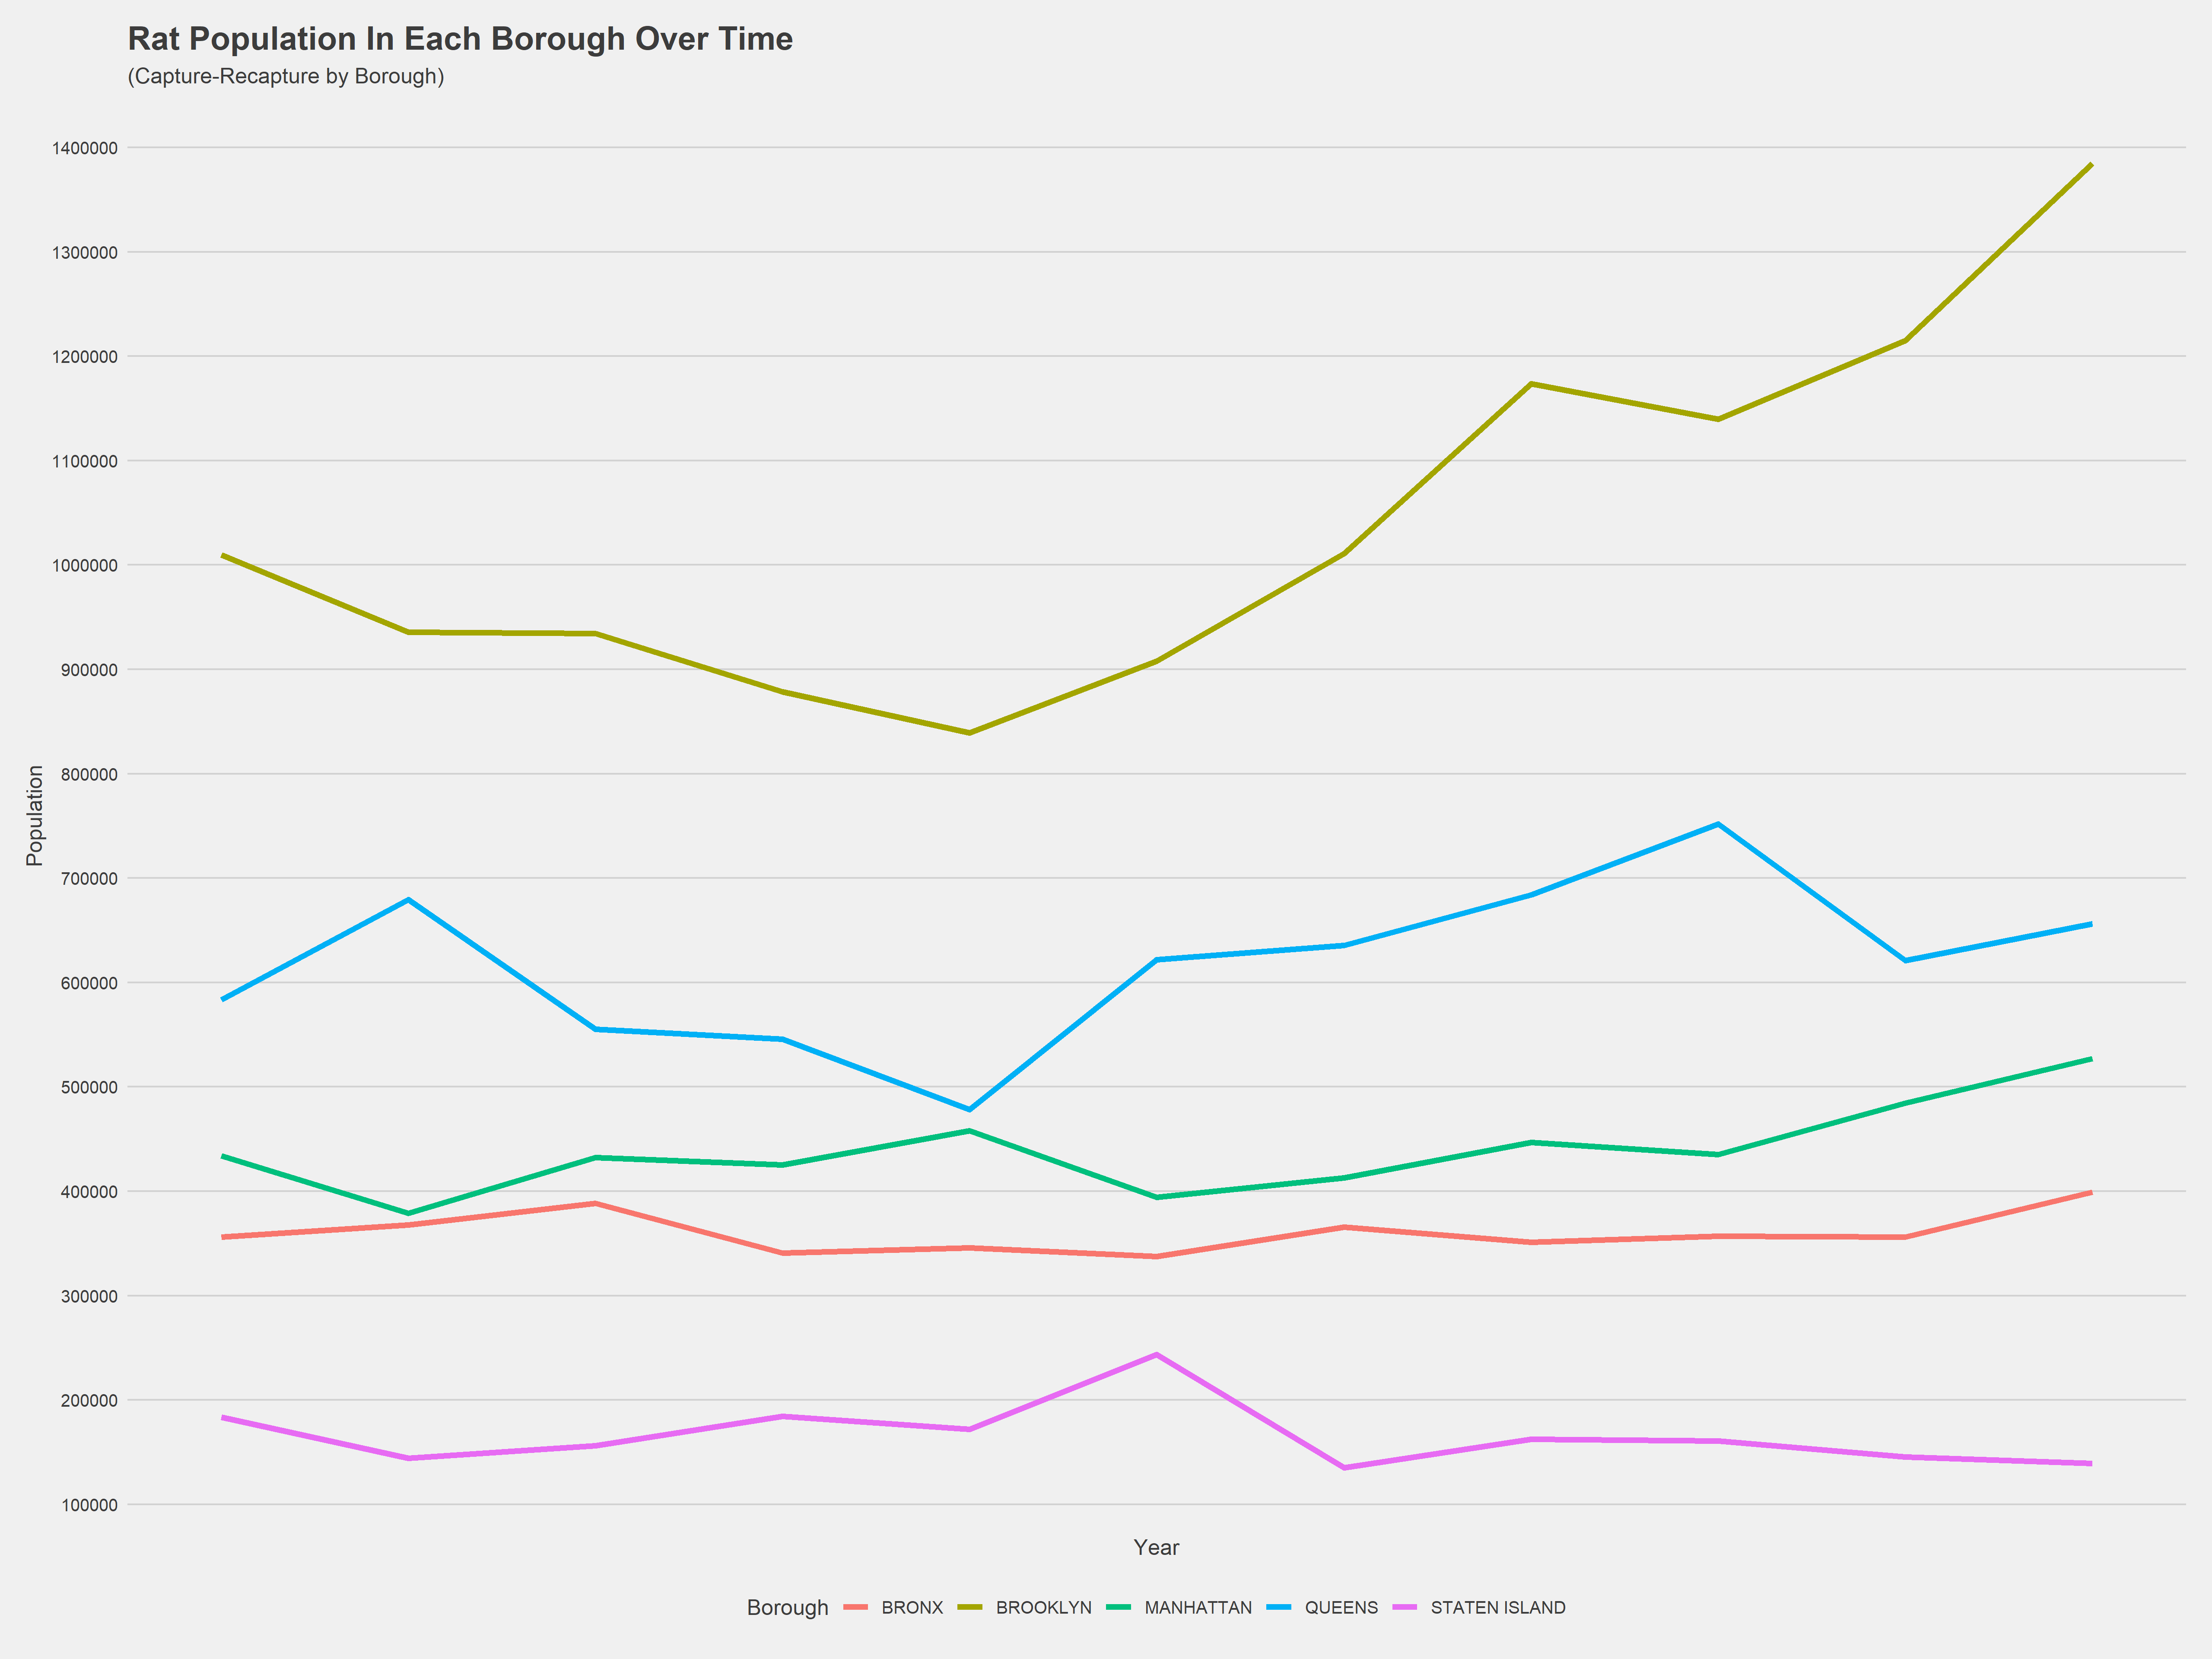 Rat Population In Each Borough Over Time
(Capture-Recapture by Borough)
1400000
1300000
1200000
1100000
1000000
900000
800000
700000
600000
500000
400000
300000
200000
100000
Population
Year
Borough BRONX BROOKLYN MANHATTAN QUEENS STATEN ISLAND